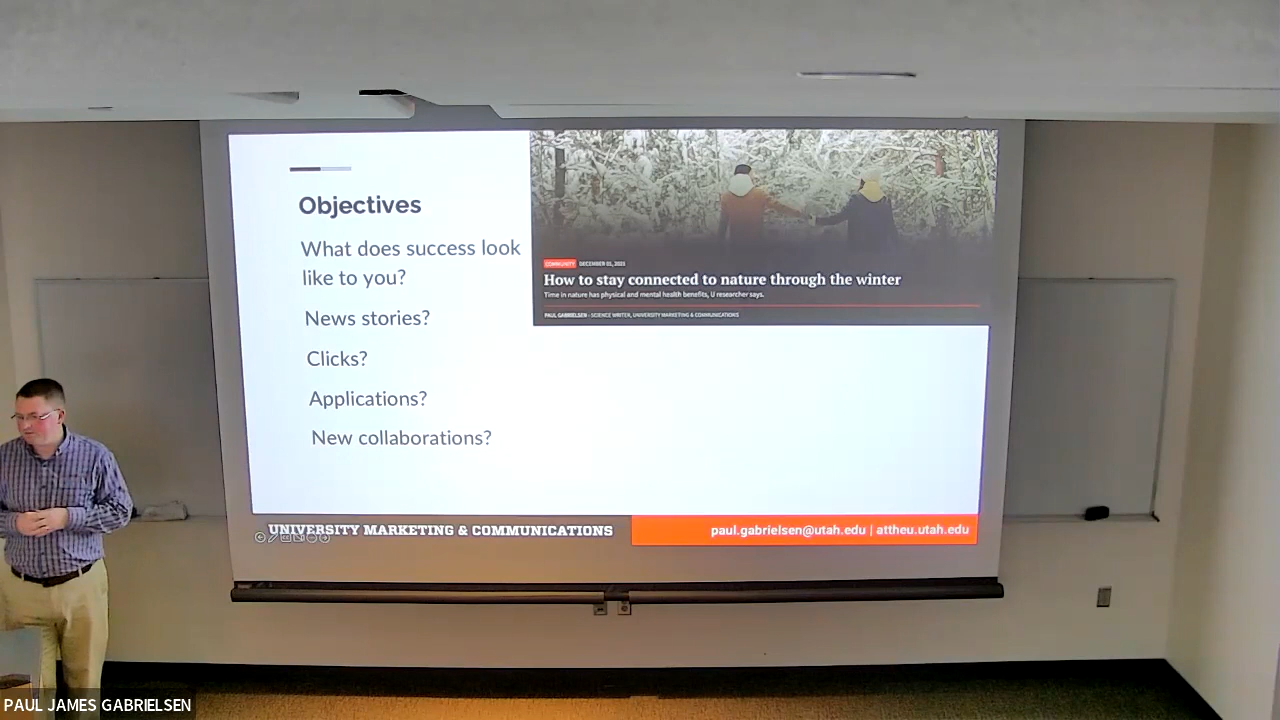 Objectives
What does success look
like to you?
News stories?
Clicks?
Applications?
New collaborations?
COMMUNITY DECEMBER 01, 2021
How to stay connected to nature through the winter
Time in nature has physical and mental health benefits, U researcher says.
PAUL GABRIELSEN - SCIENCE WRITER, UNIVERSITY MARKETING & COMMUNICATIONS
UNIVERSITY MARKETING & COMMUNICATIONS
paul.gabrielsen@utah.edu | attheu.utah.edu
PAUL JAMES GABRIELSEN